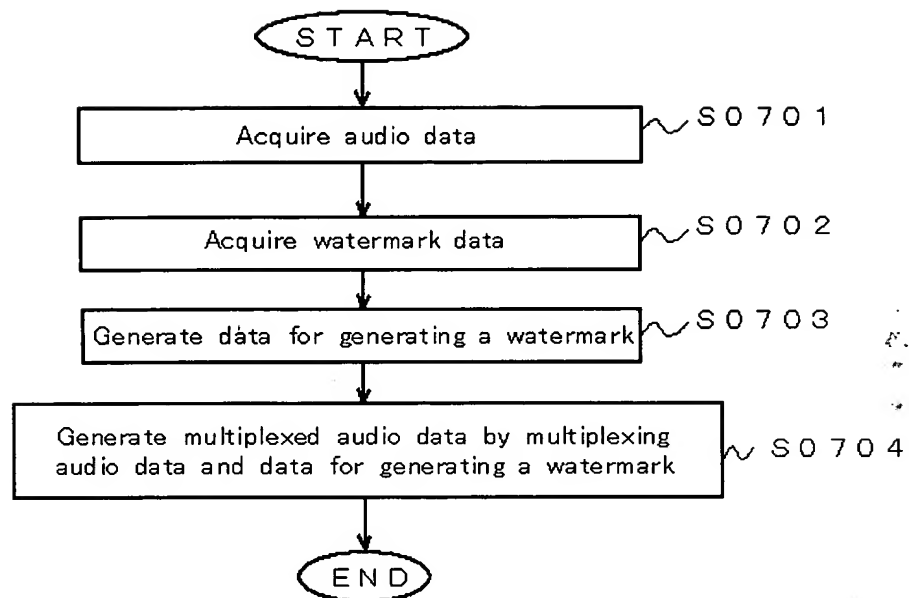 START
Acquire audio data
S0701
Acquire watermark data
S0702
Generate data for generating a watermark
S0703
Generate multiplexed audio data by multiplexing
audio data and data for generating a watermark
S0704
END